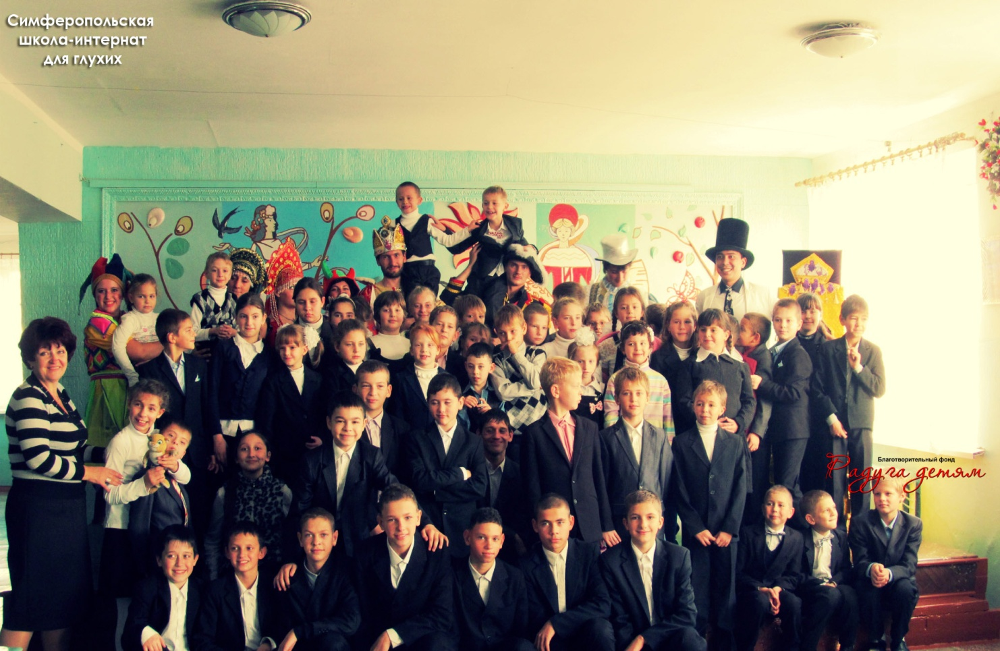 Симферопольская
школа-интернат
для глухих
Благотворительный фонд
Радуга детям